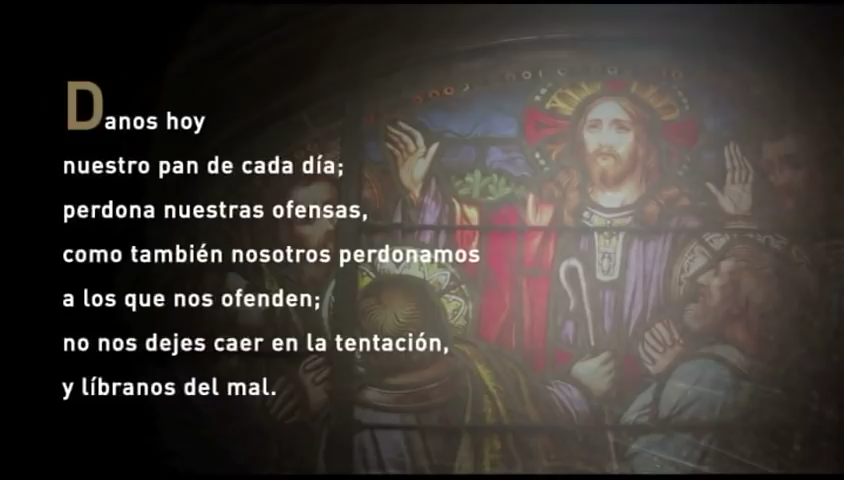 Danos hoy
nuestro pan de cada día;
perdona nuestras ofensas,
como también nosotros perdonamos
a los que nos ofenden;
no nos dejes caer en la tentación,
y líbranos del mal.